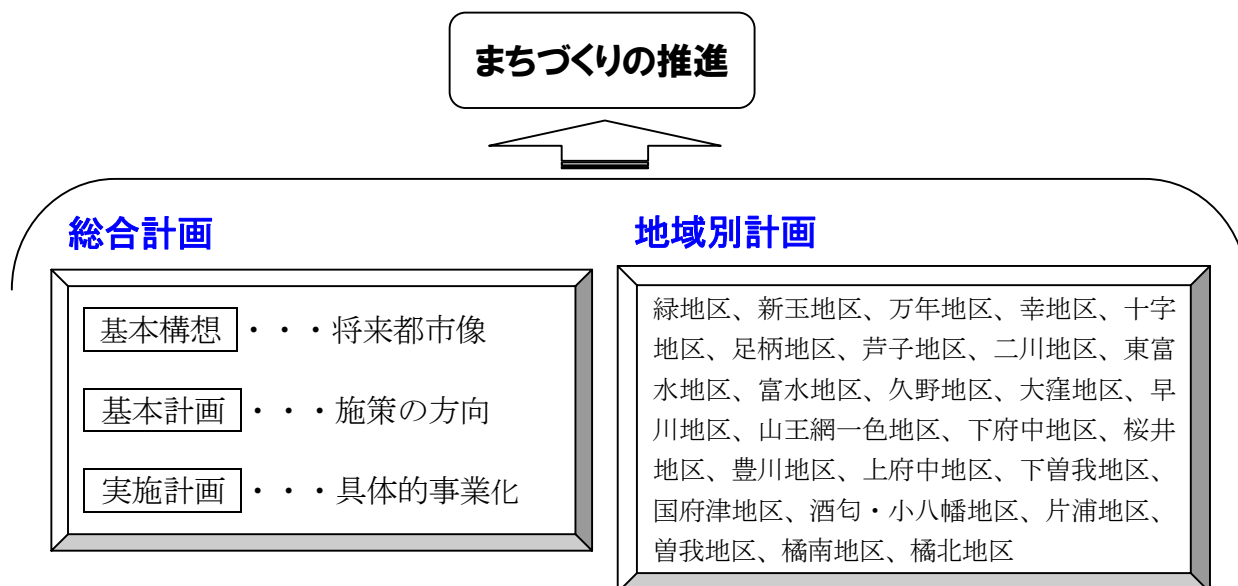 まちづくりの推進
総合計画
基本構想・・・将来都市像
基本計画・・・施策の方向
実施計画・・・具体的事業化
地域別計画
緑地区、新玉地区、万年地区、幸地区、十字
地区、足柄地区、芦子地区、二川地区、東富
水地区、富水地区、久野地区、大窪地区、早
川地区、山王網一色地区、下府中地区、桜井
地区、豊川地区、上府中地区、下曽我地区、
国府津地区、酒匂・小八幡地区、片浦地区、
曽我地区、橘南地区、橘北地区